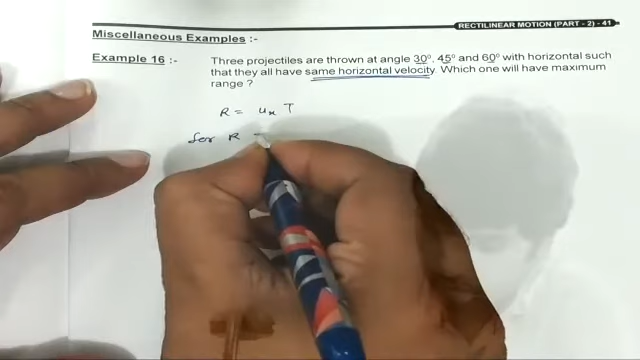 RECTILINEAR MOTION (PART - 2) - 41
Miscellaneous Examples :-
Example 16 :- Three projectiles are thrown at angle 30°, 45° and 60° with horizontal such
that they all have same horizontal velocity. Which one will have maximum
range ?
R = uₓ T
for R